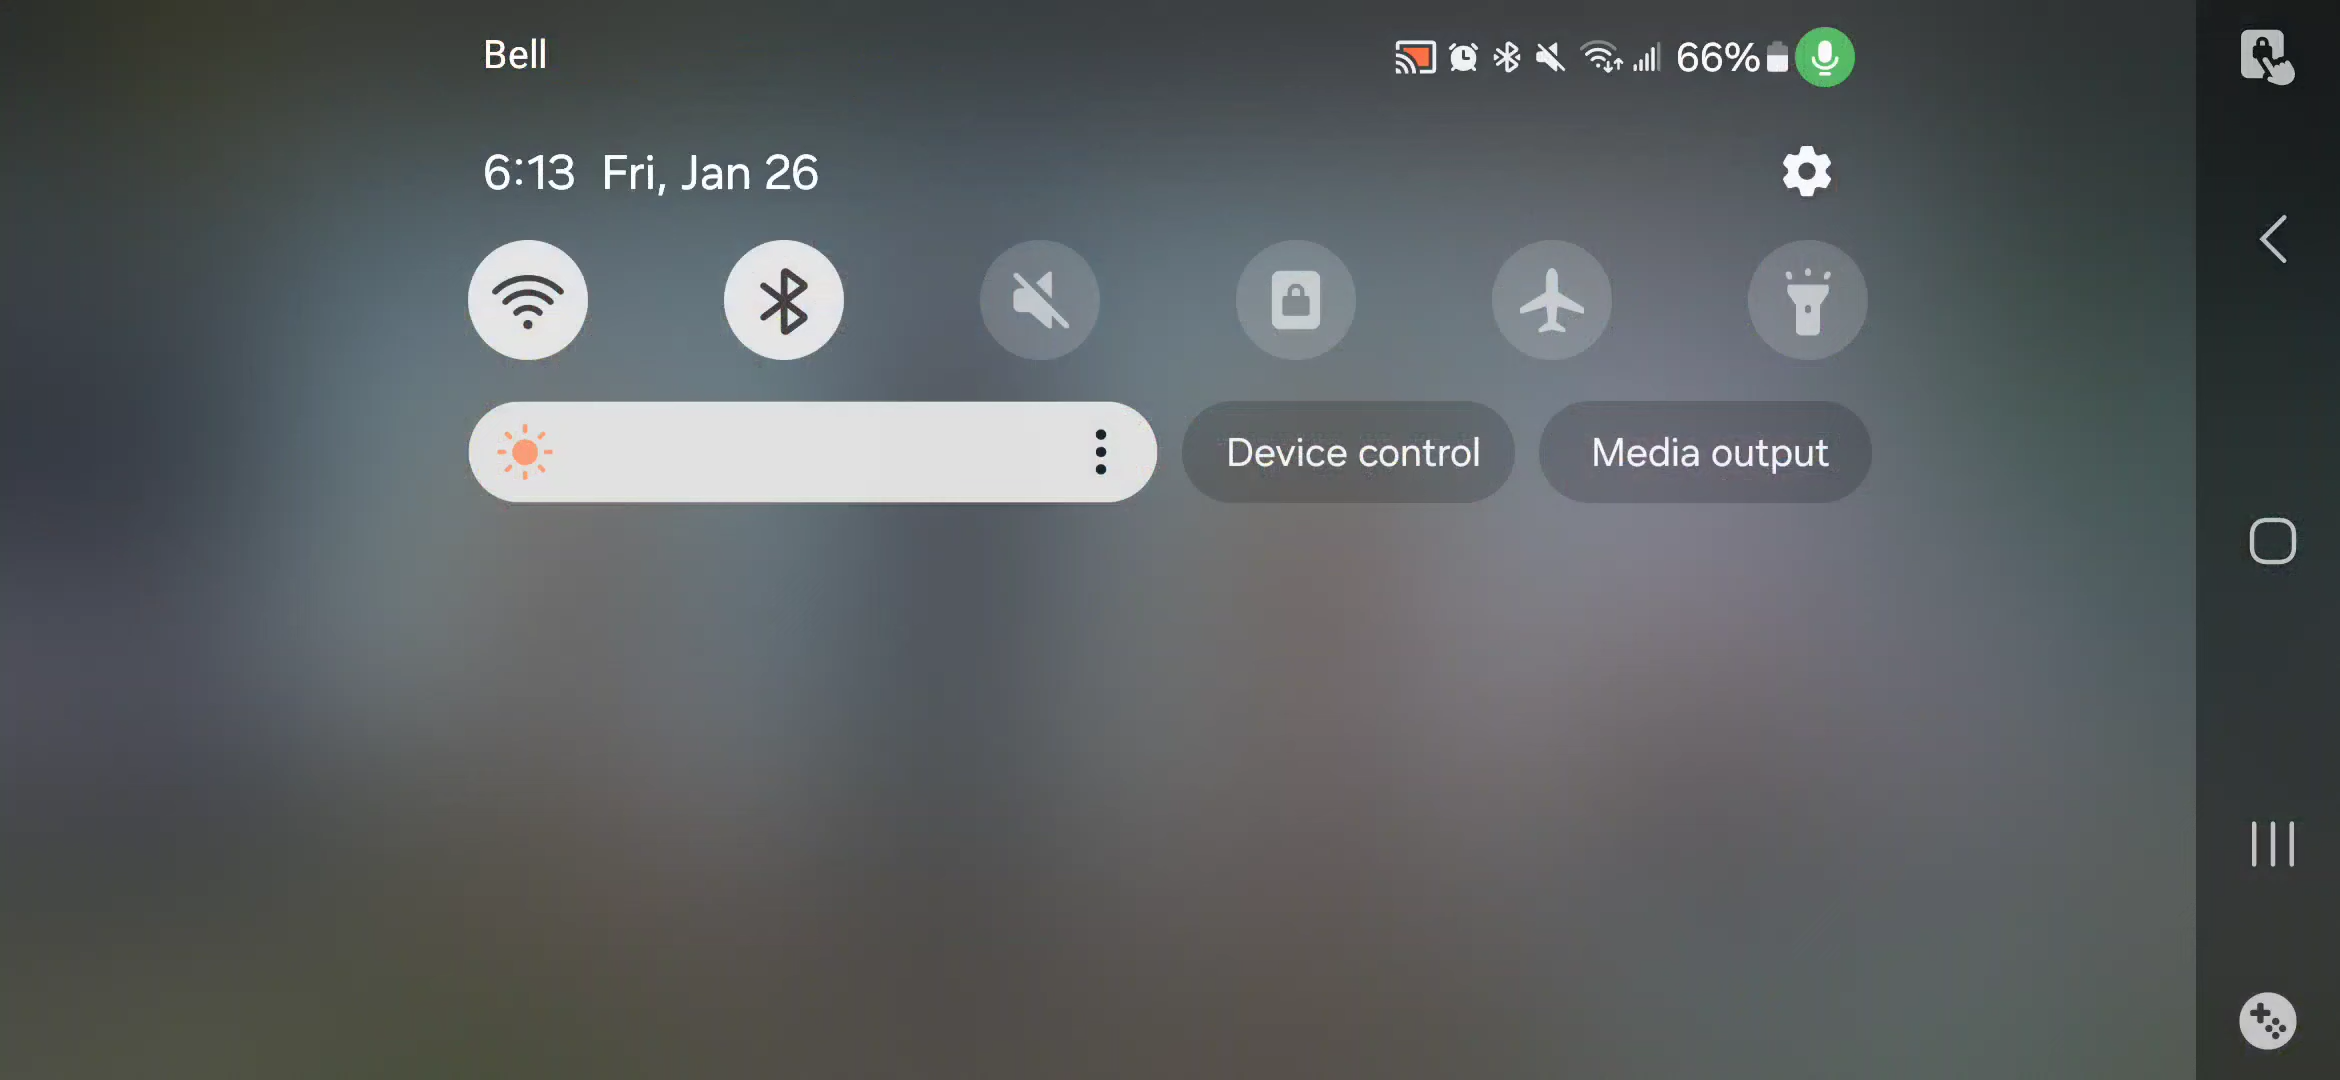 Bell
66%
6:13 Fri, Jan 26
Device control
Media output